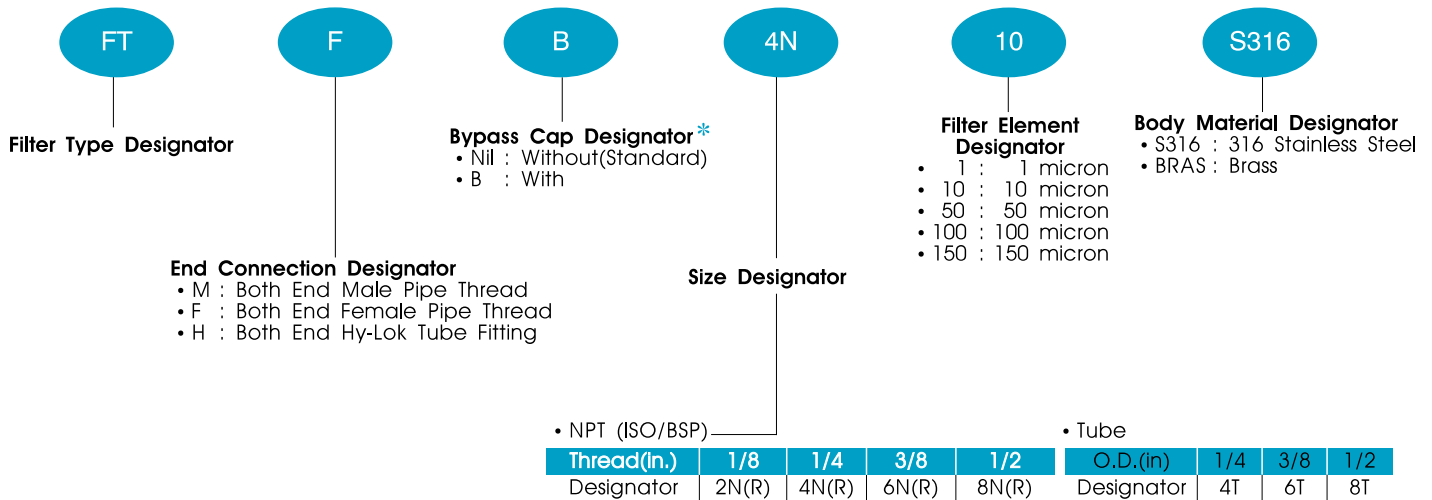 FT F B 4N 10 S316
Filter Type Designator
Bypass Cap Designator*
• Nil : Without(Standard)
• B : With
Filter Element
Designator
• 1 : 1 micron
• 10 : 10 micron
• 50 : 50 micron
• 100 : 100 micron
• 150 : 150 micron
Body Material Designator
• S316 : 316 Stainless Steel
• BRAS : Brass
End Connection Designator
• M : Both End Male Pipe Thread
• F : Both End Female Pipe Thread
• H : Both End Hy-Lok Tube Fitting
Size Designator
• NPT (ISO/BSP)
Thread(in.) 1/8 1/4 3/8 1/2
Designator 2N(R) 4N(R) 6N(R) 8N(R)
• Tube
O.D.(in) 1/4 3/8 1/2
Designator 4T 6T 8T